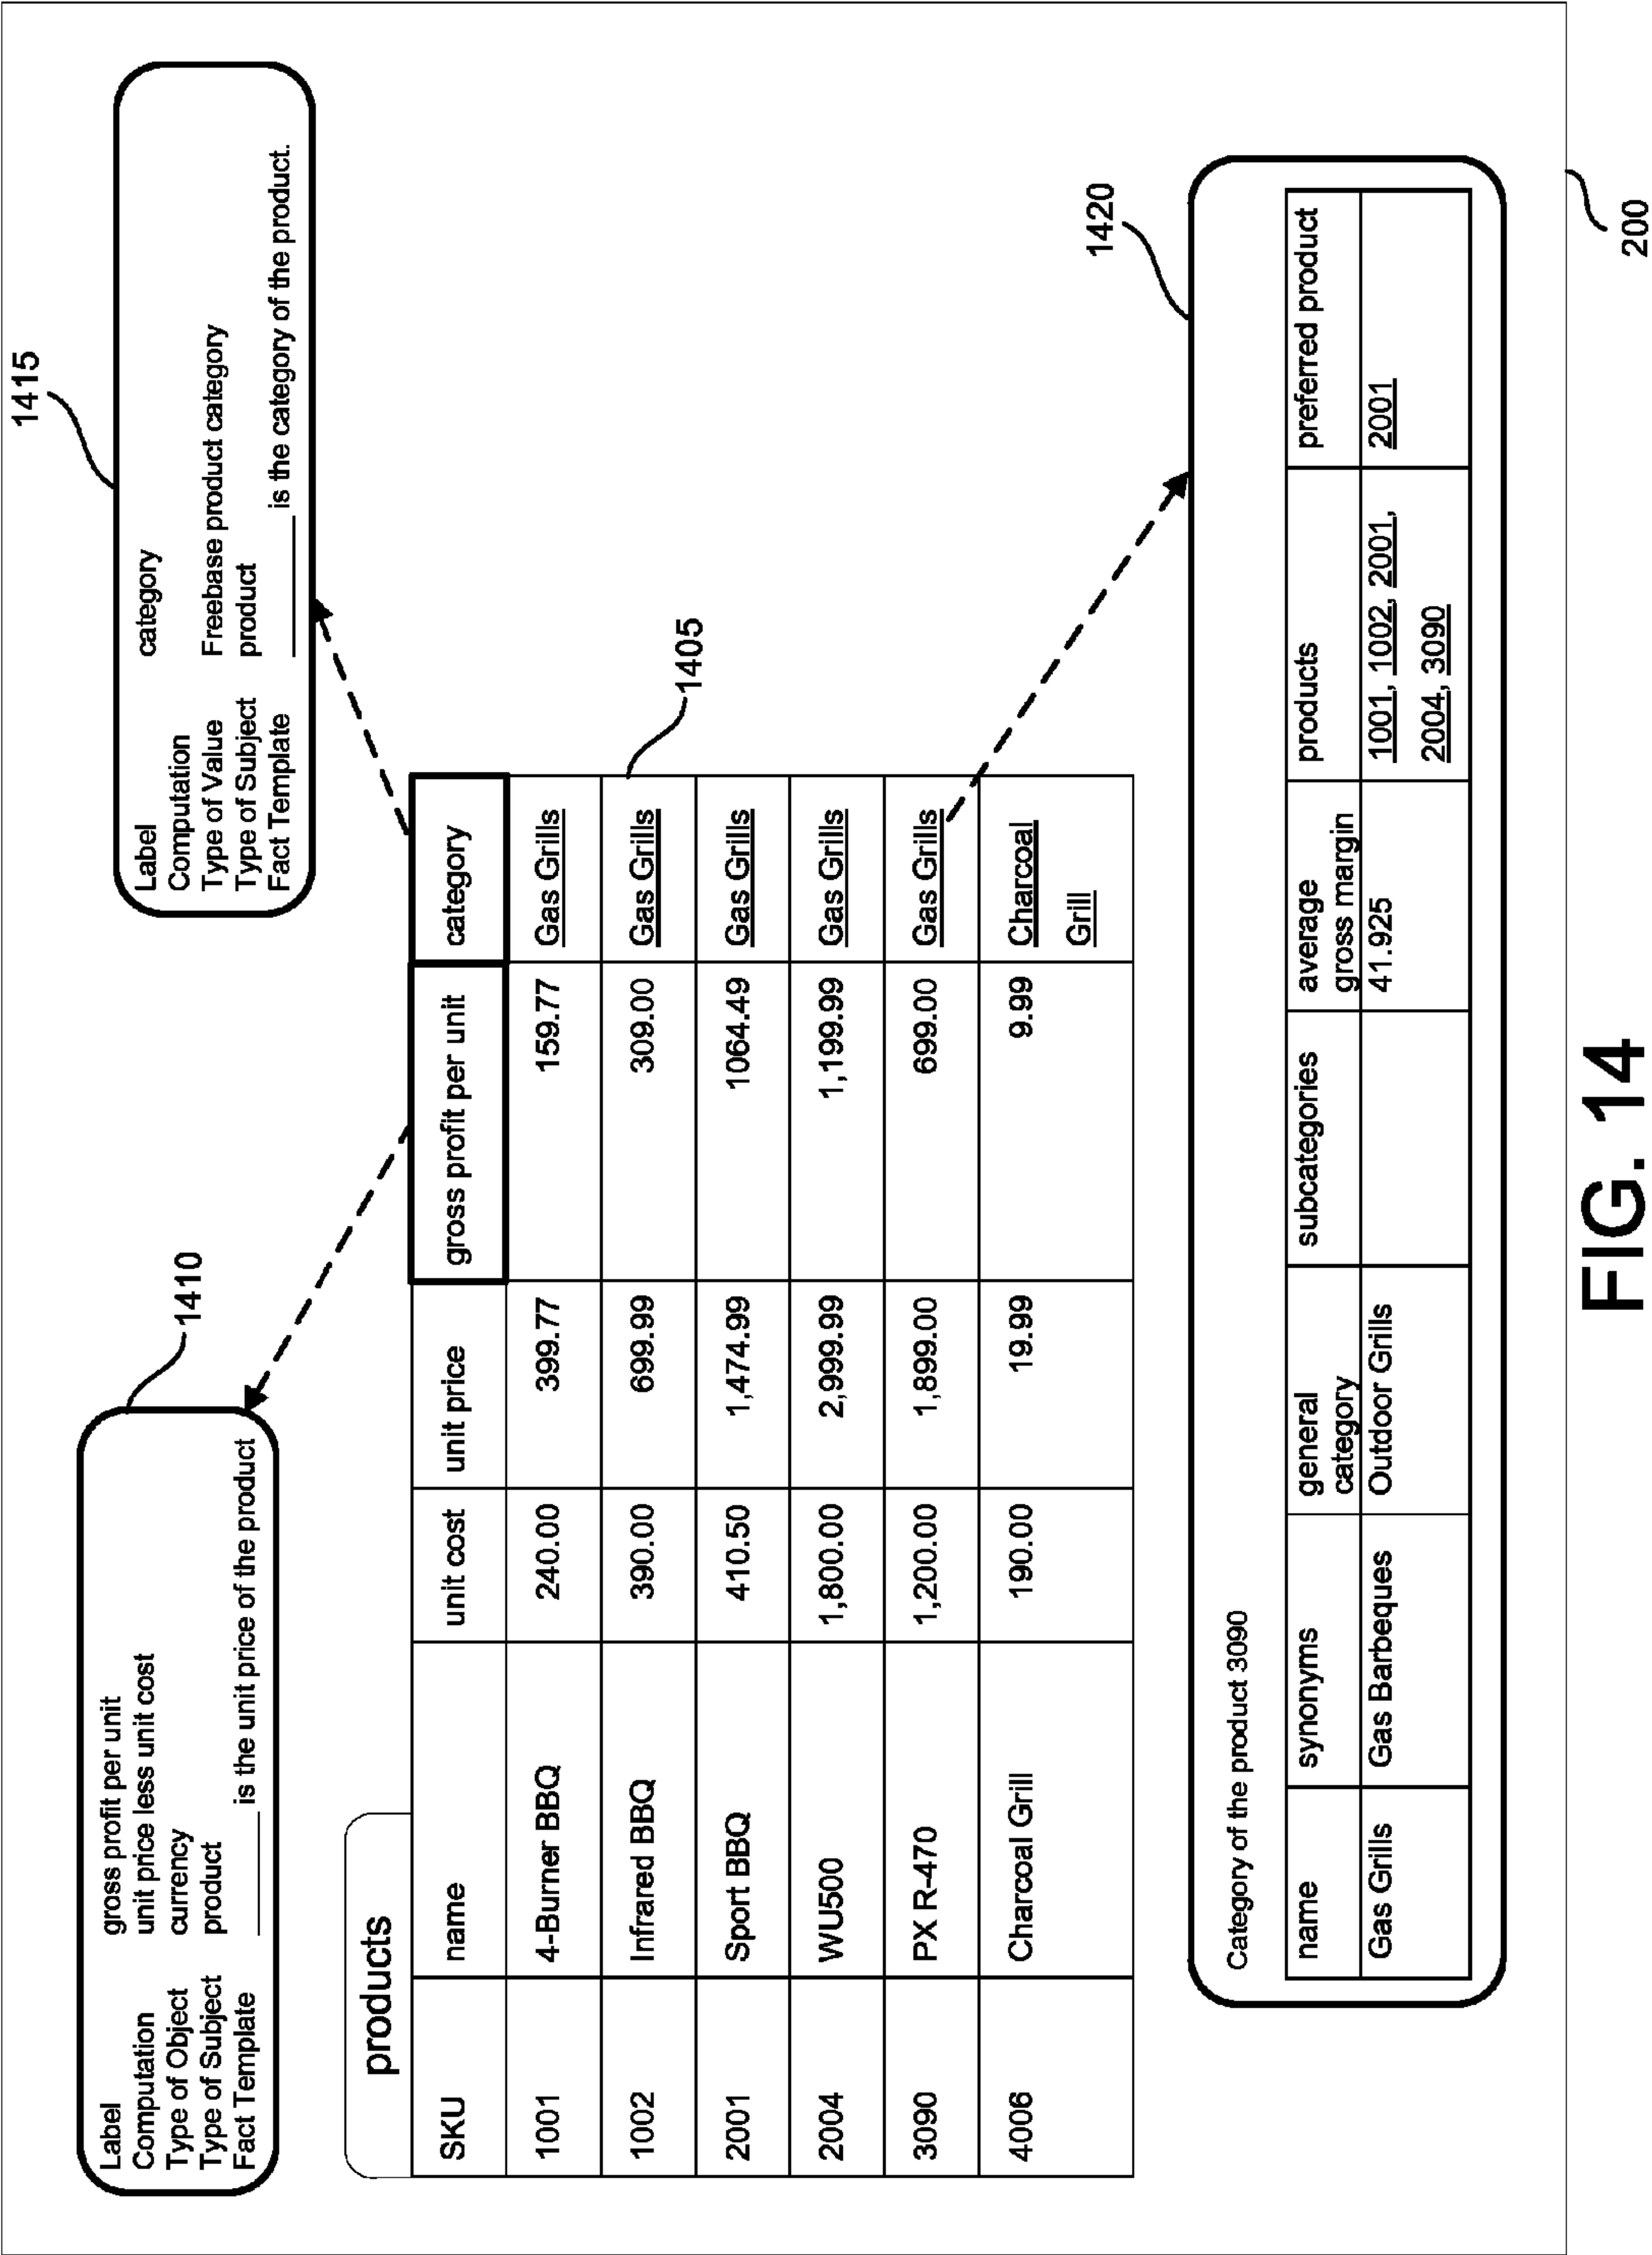 1410
Label gross profit per unit
Computation unit price less unit cost
Type of Object currency
Type of Subject product
Fact Template ______ is the unit price of the product
1415
Label category
Computation
Type of Value Freebase product category
Type of Subject product
Fact Template ______ is the category of the product.
products
SKU name unit cost unit price gross profit per unit category
1001 4-Burner BBQ 240.00 399.77 159.77 Gas Grills
1002 Infrared BBQ 390.00 699.99 309.00 Gas Grills
2001 Sport BBQ 410.50 1,474.99 1064.49 Gas Grills
2004 WU500 1,800.00 2,999.99 1,199.99 Gas Grills
3090 PX R-470 1,200.00 1,899.00 699.00 Gas Grills
4006 Charcoal Grill 190.00 19.99 9.99 Charcoal
Grill
1405
1420
Category of the product 3090
name synonyms general subcategories average products preferred product
category gross margin
Gas Grills Gas Barbeques Outdoor Grills 41.925 1001, 1002, 2001, 2001
2004, 3090
200
FIG. 14